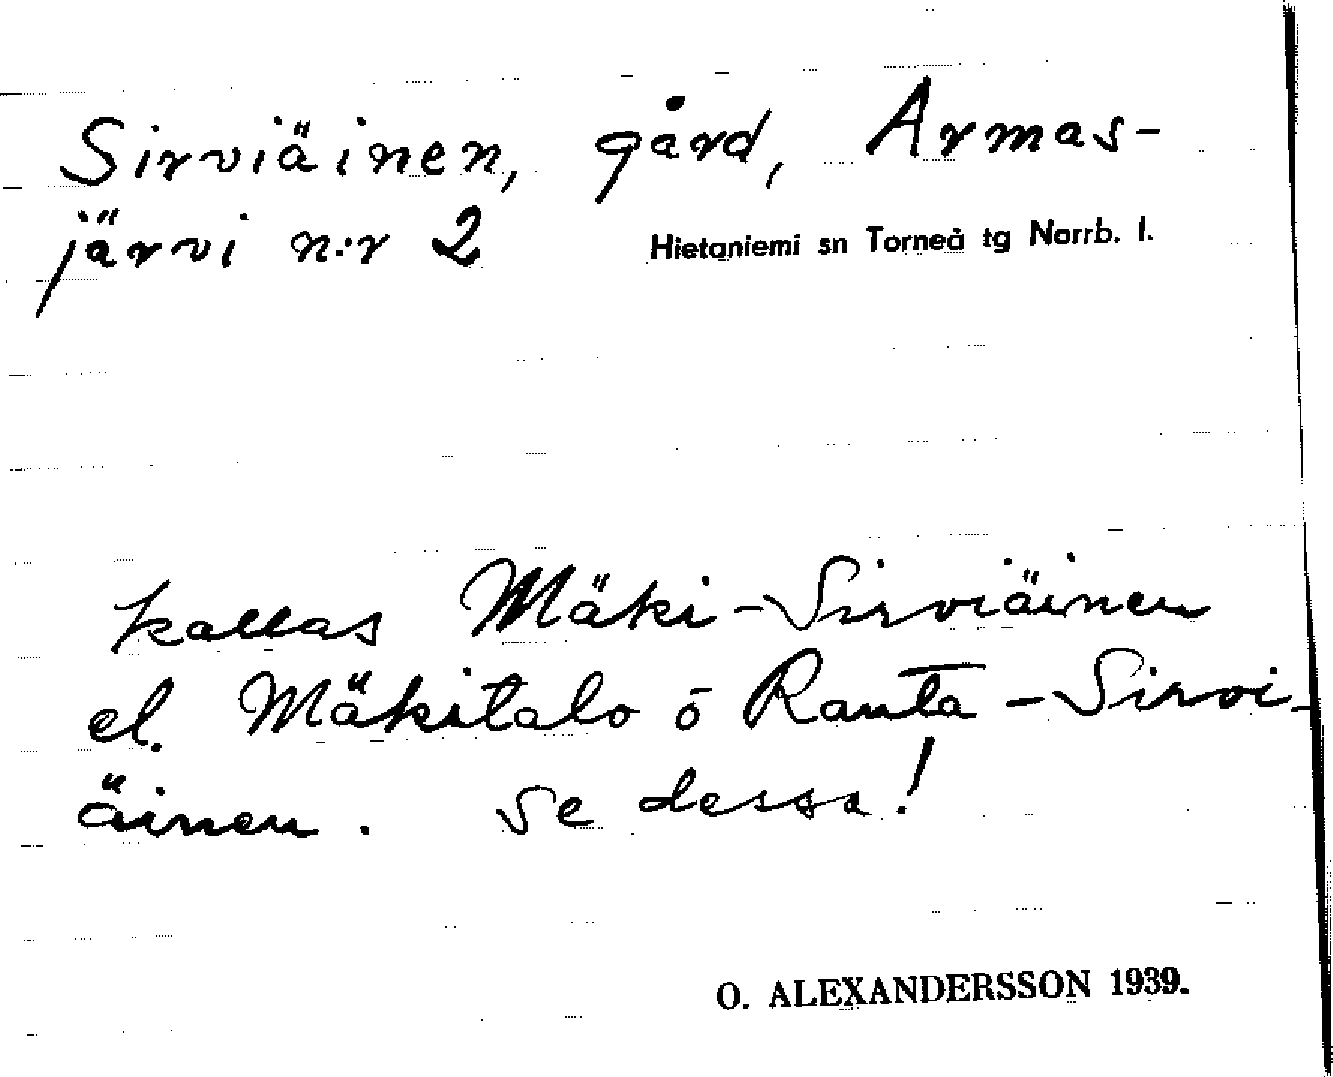 Sirviäinen, gård, Armas-
järvi n:r 2 Hietaniemi sn Torneå tg Norrb. l.
kallas Mäki-Sirviäinen
el. Mäkitalo o Ranta-Sirvi-
äinen. Se dessa!
O. ALEXANDERSSON 1939.